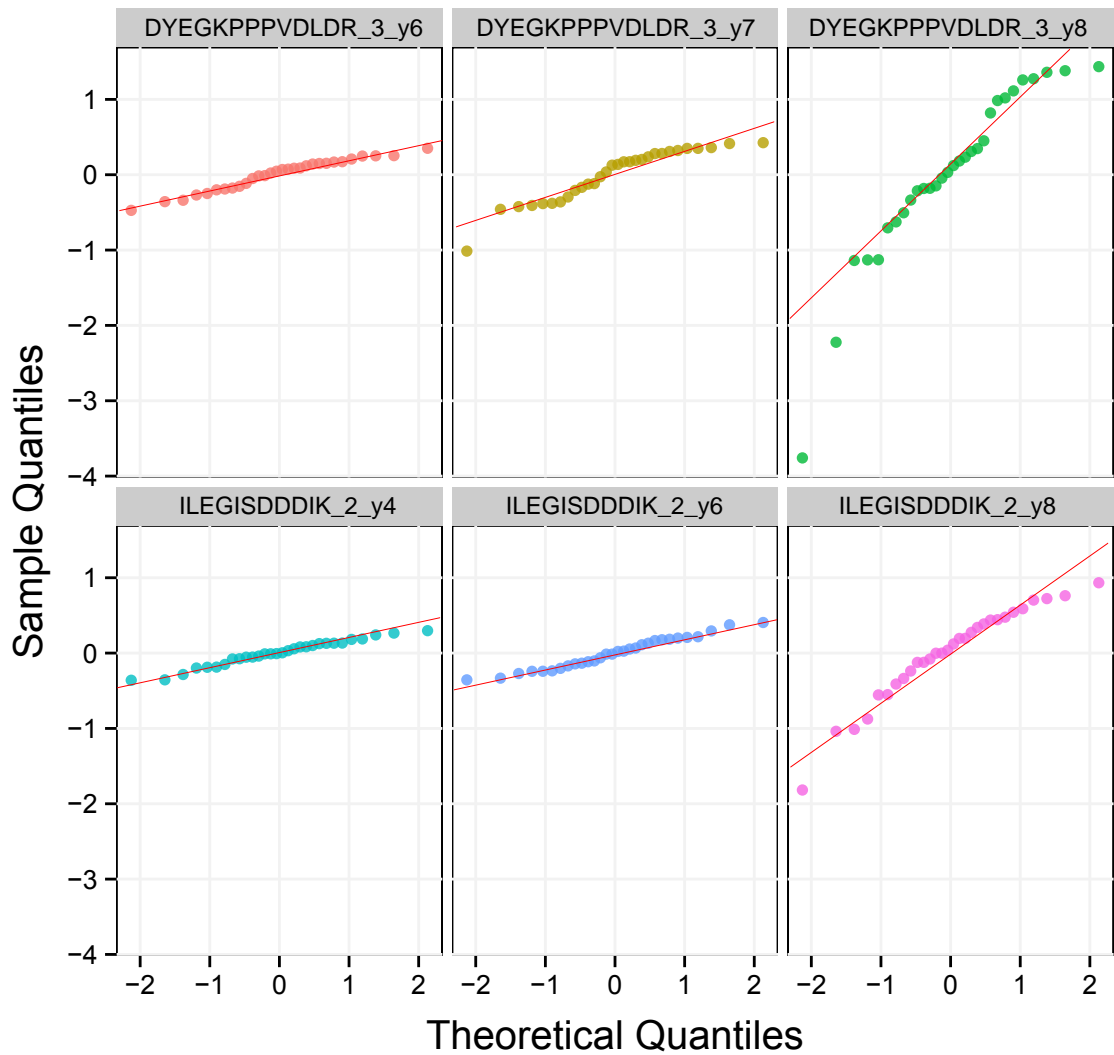 DYEGKPPPVDLDR_3_y6 DYEGKPPPVDLDR_3_y7 DYEGKPPPVDLDR_3_y8
1
0
−1
−2
−3
−4
ILEGISDDDIK_2_y4 ILEGISDDDIK_2_y6 ILEGISDDDIK_2_y8
1
0
−1
−2
−3
−4
−2 −1 0 1 2 −2 −1 0 1 2 −2 −1 0 1 2
Theoretical Quantiles
Sample Quantiles